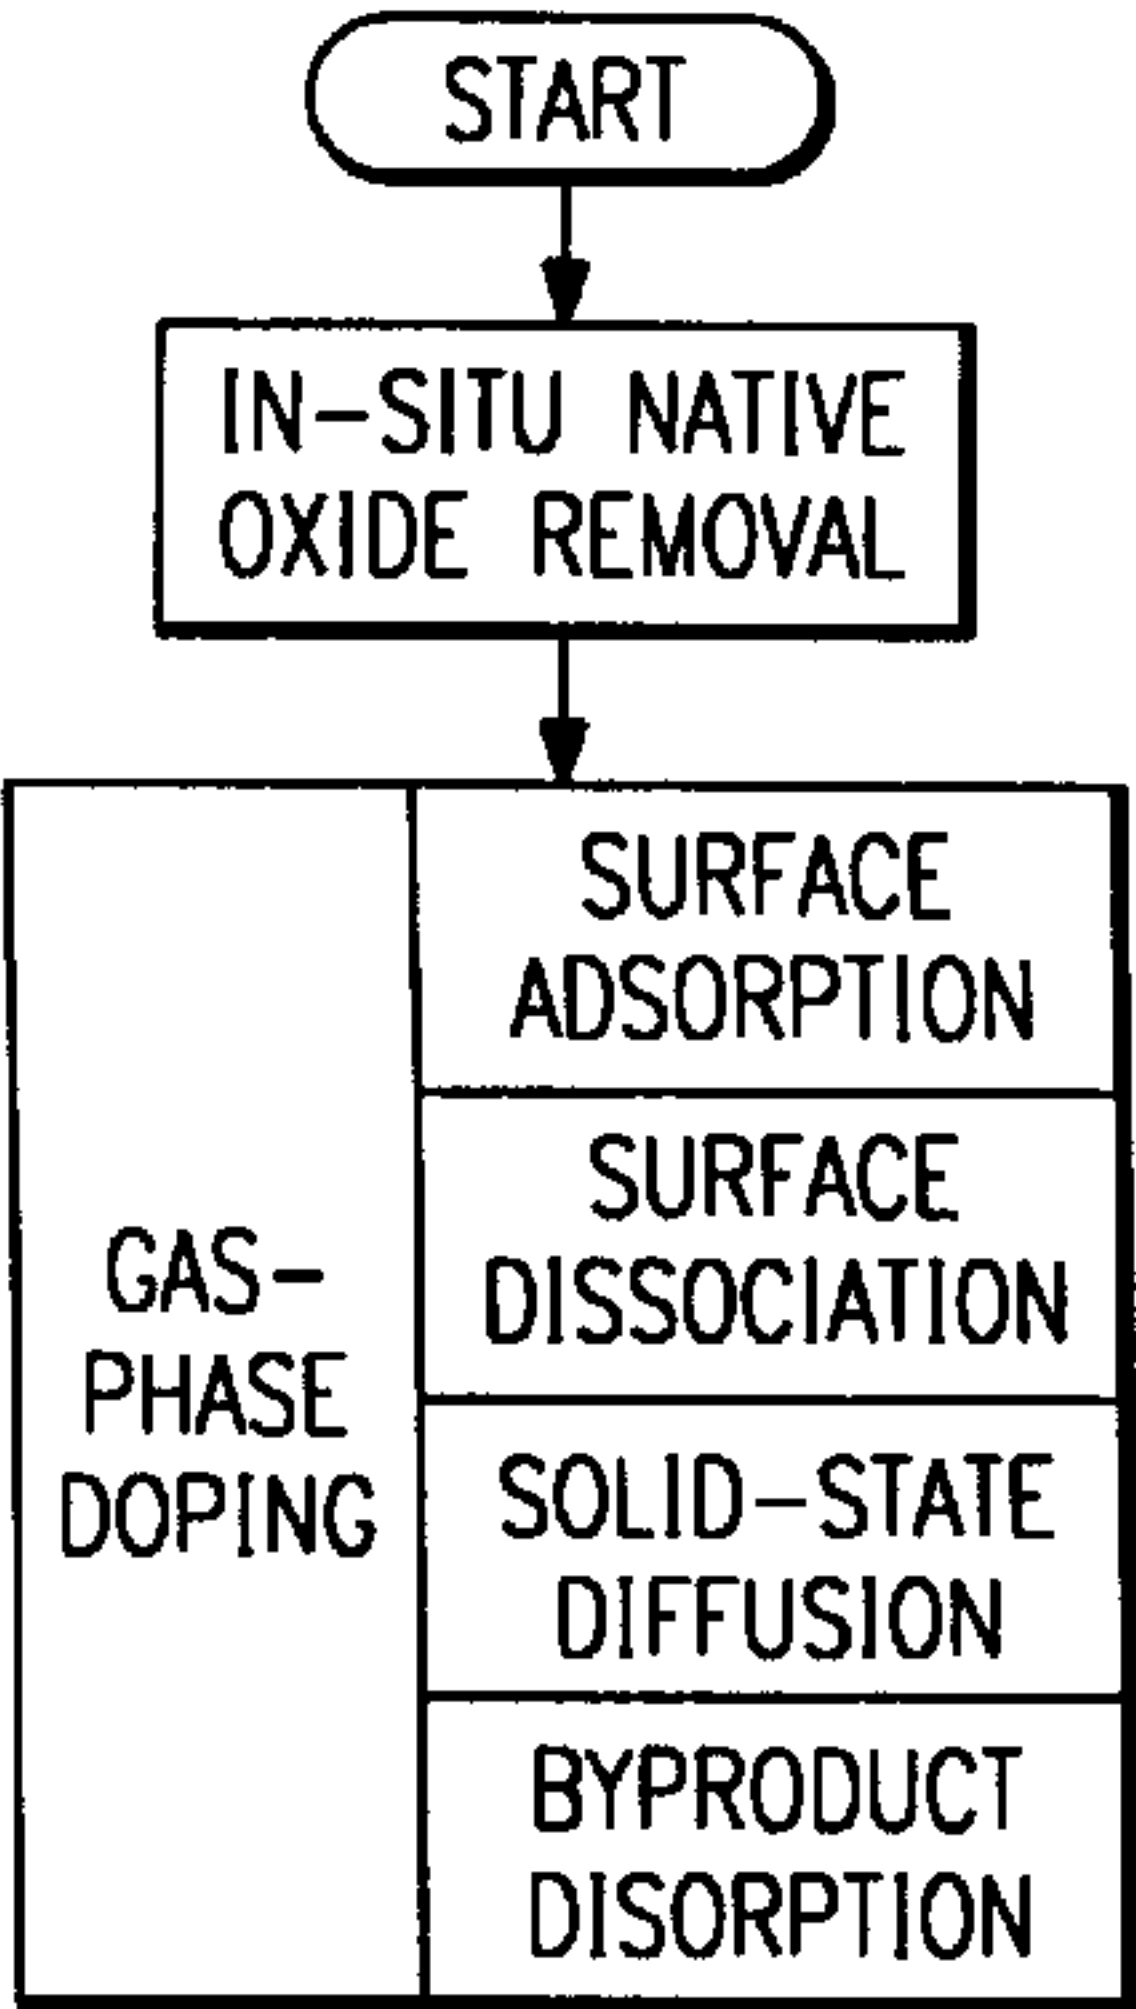 START
IN-SITU NATIVE
OXIDE REMOVAL
GAS-
PHASE
DOPING
SURFACE
ADSORPTION
SURFACE
DISSOCIATION
SOLID-STATE
DIFFUSION
BYPRODUCT
DISORPTION